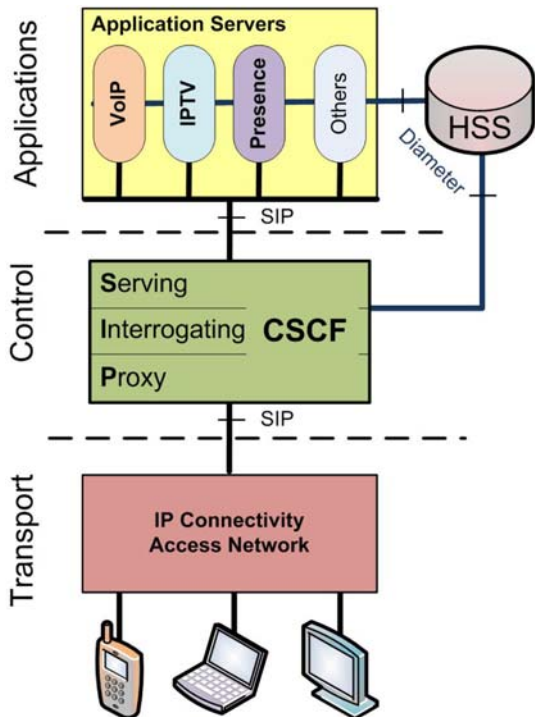 Applications
Application Servers
VoIP
IPTV
Presence
Others
HSS
Diameter
SIP
Control
Serving
Interrogating
CSCF
Proxy
SIP
Transport
IP Connectivity
Access Network